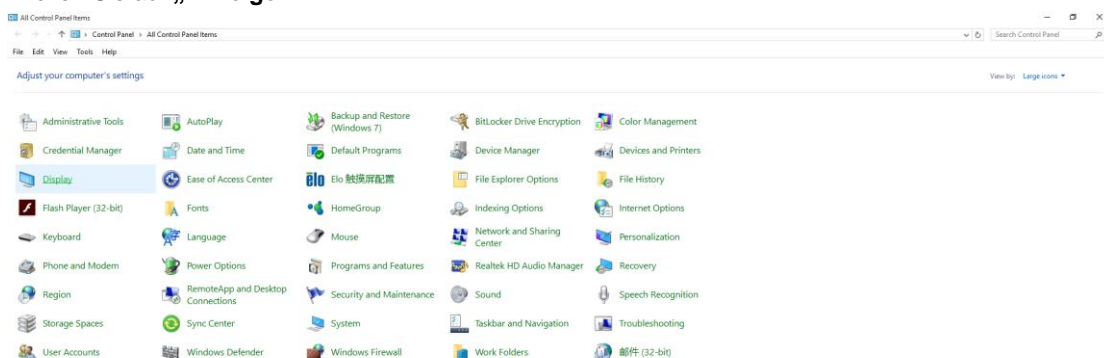 All Control Panel Items
Control Panel > All Control Panel Items
Search Control Panel
File Edit View Tools Help
Adjust your computer's settings
View by: Large icons
Administrative Tools
AutoPlay
Backup and Restore
(Windows 7)
BitLocker Drive Encryption
Color Management
Credential Manager
Date and Time
Default Programs
Device Manager
Devices and Printers
Display
Ease of Access Center
elo Elo 触摸屏配置
File Explorer Options
File History
Flash Player (32-bit)
Fonts
HomeGroup
Indexing Options
Internet Options
Keyboard
Language
Mouse
Network and Sharing
Center
Personalization
Phone and Modem
Power Options
Programs and Features
Realtek HD Audio Manager
Recovery
Region
RemoteApp and Desktop
Connections
Security and Maintenance
Sound
Speech Recognition
Storage Spaces
Sync Center
System
Taskbar and Navigation
Troubleshooting
User Accounts
Windows Defender
Windows Firewall
Work Folders
邮件 (32-bit)